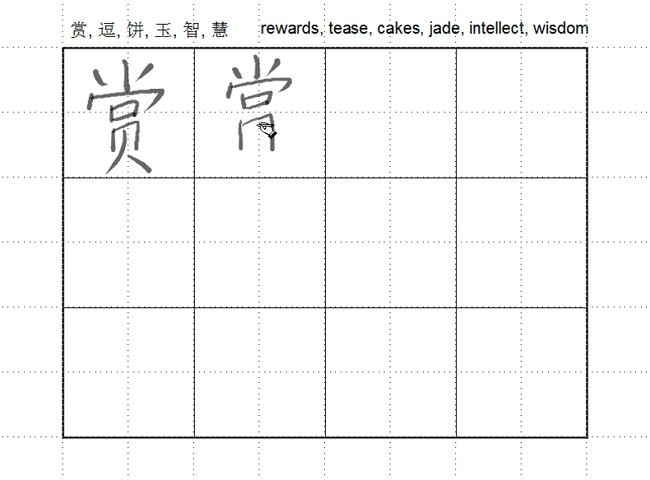 赏, 逗, 饼, 玉, 智, 慧 rewards, tease, cakes, jade, intellect, wisdom
赏